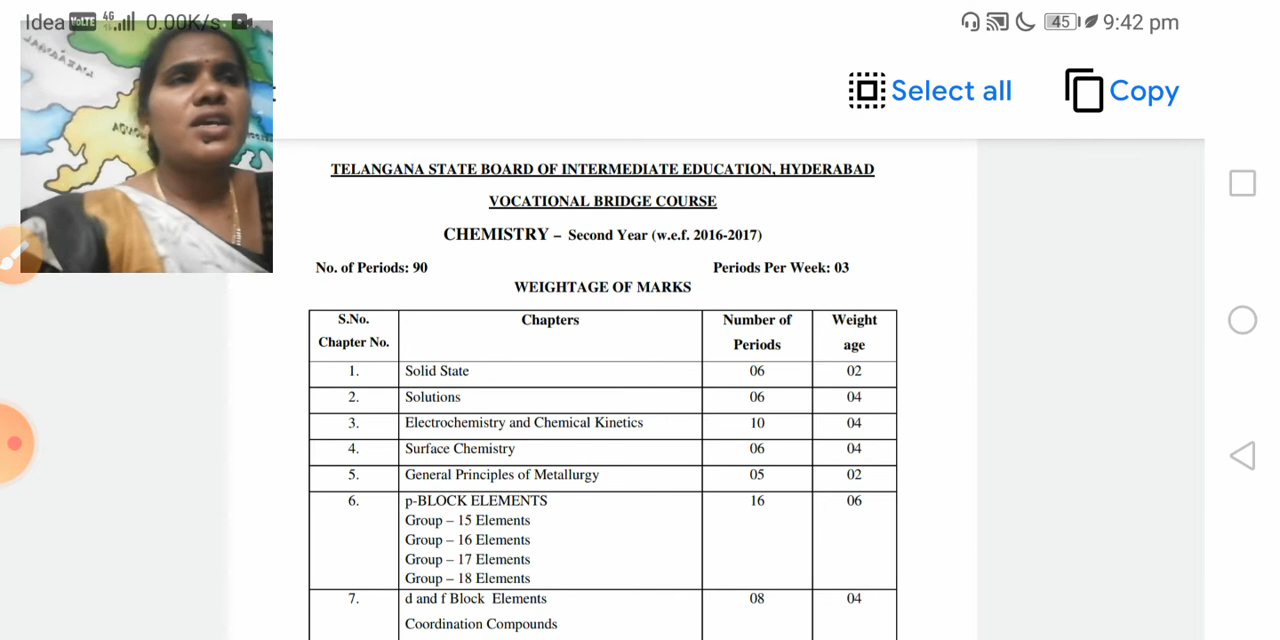 Idea VoLTE 4G 0.00K/s 45 9:42 pm
Select all Copy
TELANGANA STATE BOARD OF INTERMEDIATE EDUCATION, HYDERABAD
VOCATIONAL BRIDGE COURSE
CHEMISTRY – Second Year (w.e.f. 2016-2017)
No. of Periods: 90 Periods Per Week: 03
WEIGHTAGE OF MARKS
S.No. Chapters Number of Weight
Chapter No. Periods age
1. Solid State 06 02
2. Solutions 06 04
3. Electrochemistry and Chemical Kinetics 10 04
4. Surface Chemistry 06 04
5. General Principles of Metallurgy 05 02
6. p-BLOCK ELEMENTS 16 06
Group – 15 Elements
Group – 16 Elements
Group – 17 Elements
Group – 18 Elements
7. d and f Block Elements 08 04
Coordination Compounds